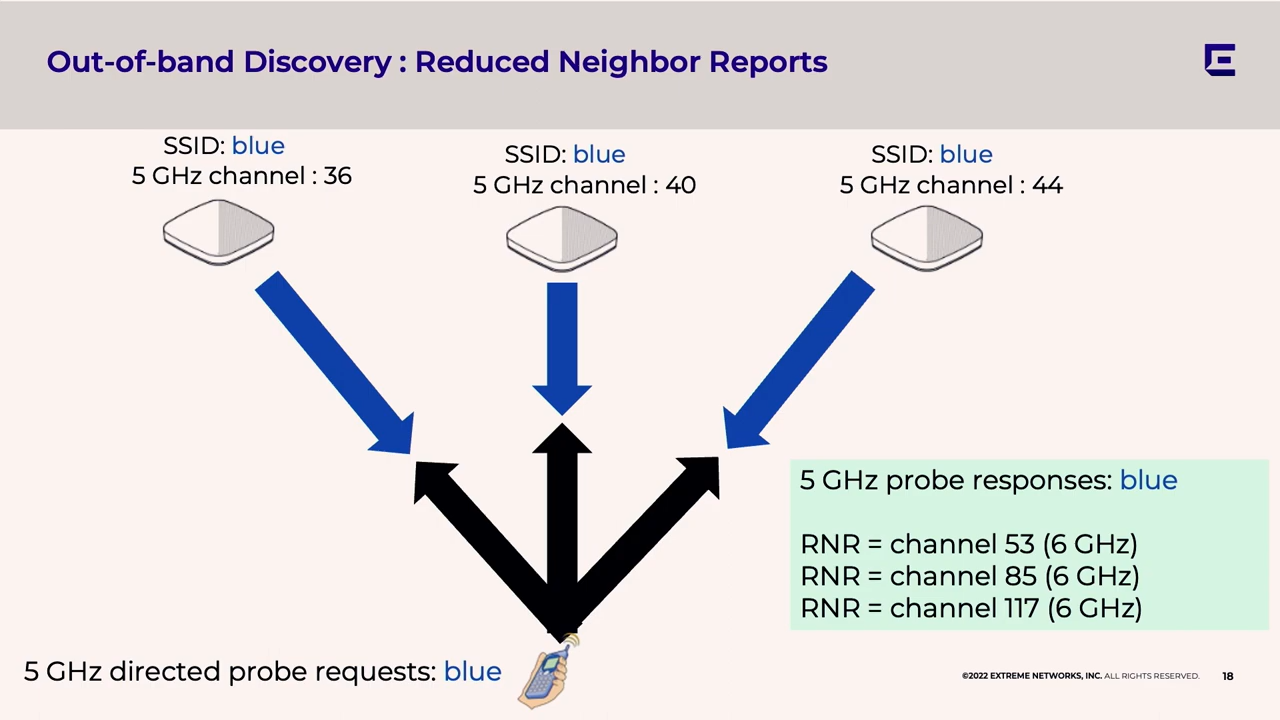 Out-of-band Discovery : Reduced Neighbor Reports
SSID: blue
5 GHz channel : 36
SSID: blue
5 GHz channel : 40
SSID: blue
5 GHz channel : 44
5 GHz probe responses: blue
RNR = channel 53 (6 GHz)
RNR = channel 85 (6 GHz)
RNR = channel 117 (6 GHz)
5 GHz directed probe requests: blue
©2022 EXTREME NETWORKS, INC. ALL RIGHTS RESERVED. 18